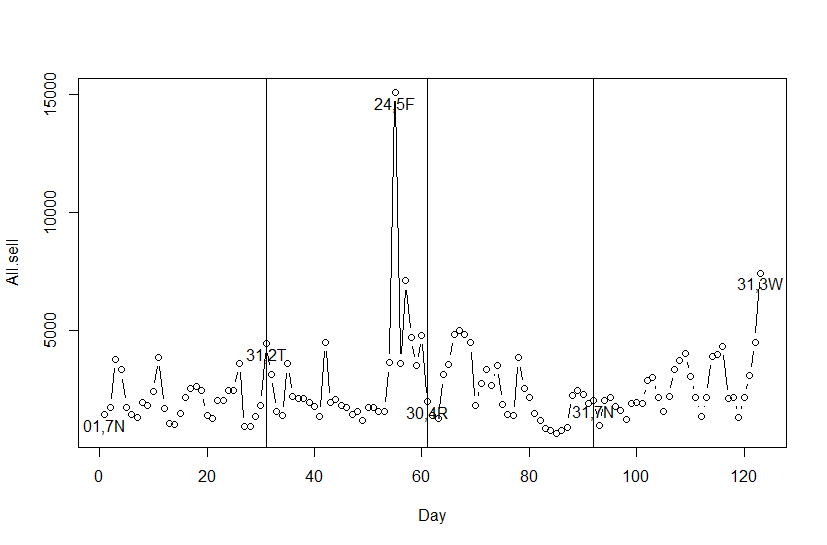 15000
24,5F
10000
All.sell
31,3W
5000
31,2T
30,4R
31,7N
01,7N
0
20
40
60
80
100
120
Day